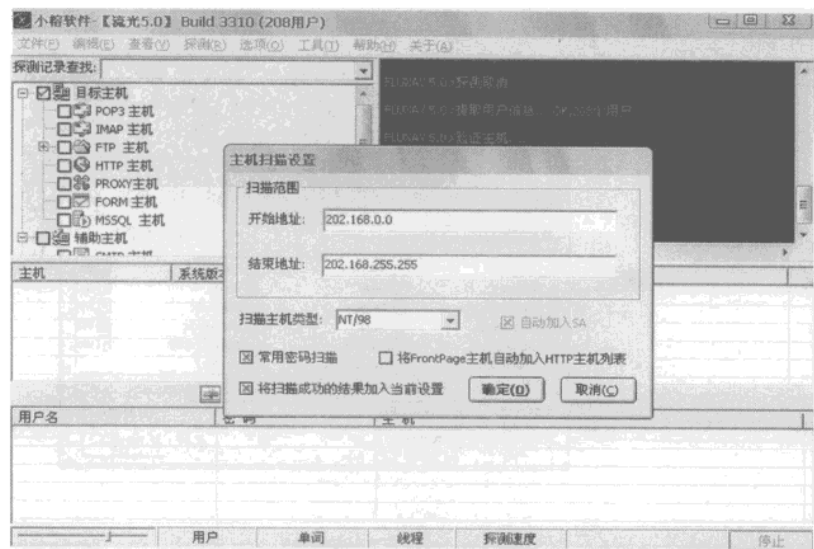 小榕软件-【流光5.0】 Build 3310 (208用户)
文件(F) 编辑(E) 查看(V) 探测(R) 选项(O) 工具(T) 帮助(H) 关于(A)
探测记录查找:
目标主机
POP3 主机
IMAP 主机
FTP 主机
HTTP 主机
PROXY主机
FORM 主机
MSSQL 主机
辅助主机
SMTP 主机
主机扫描设置
扫描范围
开始地址: 202.168.0.0
结束地址: 202.168.255.255
扫描主机类型: NT/98
自动加入SA
常用密码扫描
将FrontPage主机自动加入HTTP主机列表
将扫描成功的结果加入当前设置
确定(O) 取消(C)
主机 系统版
用户名 密 码 主 机
用户 单词 线程 探测速度 停止